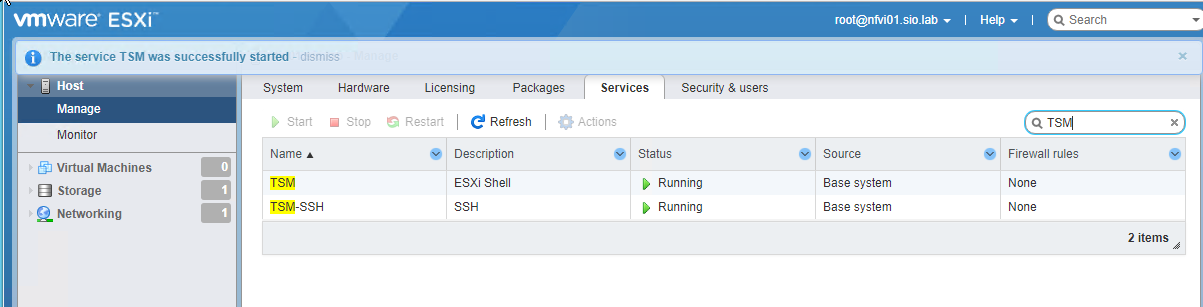 vmware ESXi™
root@nfvi01.sio.lab | Help | Search
The service TSM was successfully started - dismiss
Host
Manage
Monitor
Virtual Machines 0
Storage 1
Networking 1
System Hardware Licensing Packages Services Security & users
Start Stop Restart | Refresh | Actions
TSM
Name Description Status Source Firewall rules
TSM ESXi Shell Running Base system None
TSM-SSH SSH Running Base system None
2 items